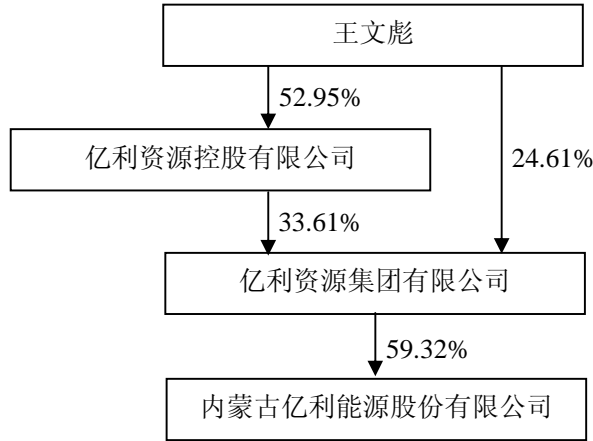 王文彪
52.95%
亿利资源控股有限公司
24.61%
33.61%
亿利资源集团有限公司
59.32%
内蒙古亿利能源股份有限公司